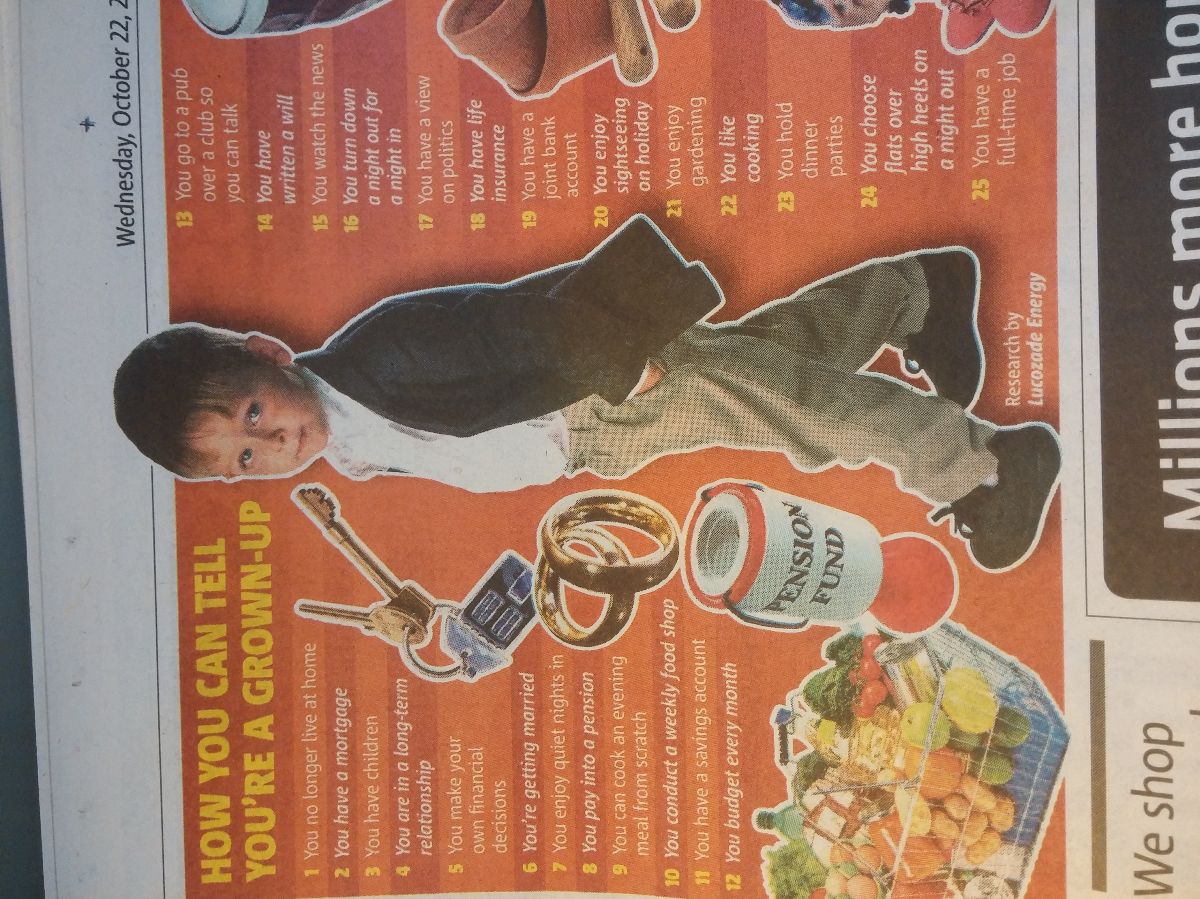 Wednesday, October 22, 2
HOW YOU CAN TELL
YOU'RE A GROWN-UP
1 You no longer live at home
2 You have a mortgage
3 You have children
4 You are in a long-term
relationship
5 You make your
own financial
decisions
6 You're getting married
7 You enjoy quiet nights in
8 You pay into a pension
9 You can cook an evening
meal from scratch
10 You conduct a weekly food shop
11 You have a savings account
12 You budget every month
PENSION
FUND
13 You go to a pub
over a club so
you can talk
14 You have
written a will
15 You watch the news
16 You turn down
a night out for
a night in
17 You have a view
on politics
18 You have life
insurance
19 You have a
joint bank
account
20 You enjoy
sightseeing
on holiday
21 You enjoy
gardening
22 You like
cooking
23 You hold
dinner
parties
24 You choose
flats over
high heels on
a night out
25 You have a
full-time job
Research by
Lucozade Energy
We shop
Millions more ho